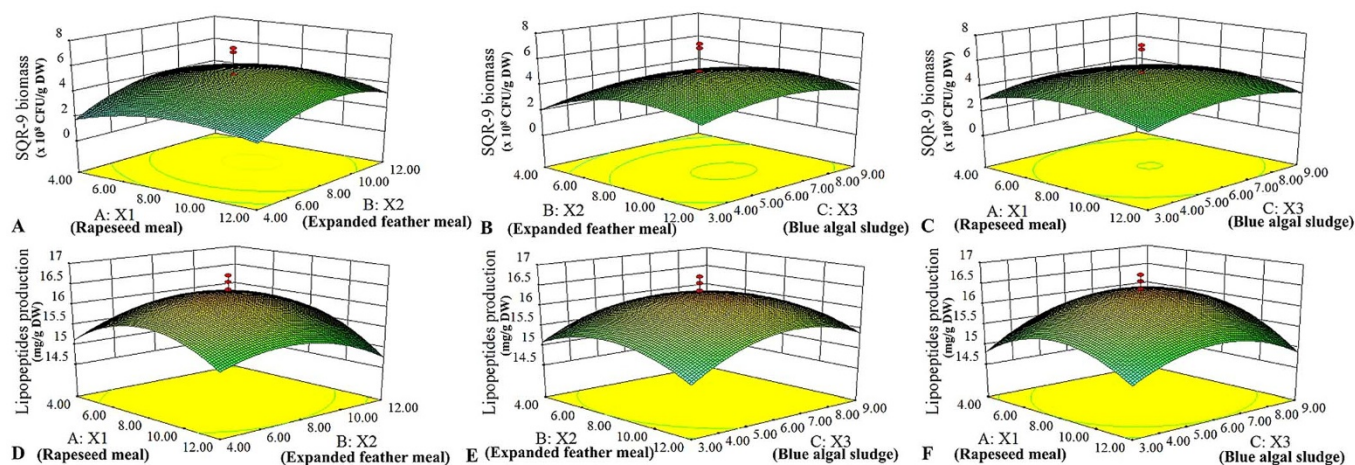 SQR-9 biomass
(x 10⁸ CFU/g DW)
8
6
4
2
0
4.00
6.00
8.00
10.00
12.00
4.00
6.00
8.00
10.00
12.00
A: X1
(Rapeseed meal)
B: X2
(Expanded feather meal)
A
SQR-9 biomass
(x 10⁸ CFU/g DW)
8
6
4
2
0
4.00
6.00
8.00
10.00
12.00
3.00
4.00
5.00
6.00
7.00
8.00
9.00
B: X2
(Expanded feather meal)
C: X3
(Blue algal sludge)
B
SQR-9 biomass
(x 10⁸ CFU/g DW)
8
6
4
2
0
4.00
6.00
8.00
10.00
12.00
3.00
4.00
5.00
6.00
7.00
8.00
9.00
A: X1
(Rapeseed meal)
C: X3
(Blue algal sludge)
C
Lipopeptides production
(mg/g DW)
17
16.5
16
15.5
15
14.5
4.00
6.00
8.00
10.00
12.00
4.00
6.00
8.00
10.00
12.00
A: X1
(Rapeseed meal)
B: X2
(Expanded feather meal)
D
Lipopeptides production
(mg/g DW)
17
16.5
16
15.5
15
14.5
4.00
6.00
8.00
10.00
12.00
3.00
4.00
5.00
6.00
7.00
8.00
9.00
B: X2
(Expanded feather meal)
C: X3
(Blue algal sludge)
E
Lipopeptides production
(mg/g DW)
17
16.5
16
15.5
15
14.5
4.00
6.00
8.00
10.00
12.00
3.00
4.00
5.00
6.00
7.00
8.00
9.00
A: X1
(Rapeseed meal)
C: X3
(Blue algal sludge)
F